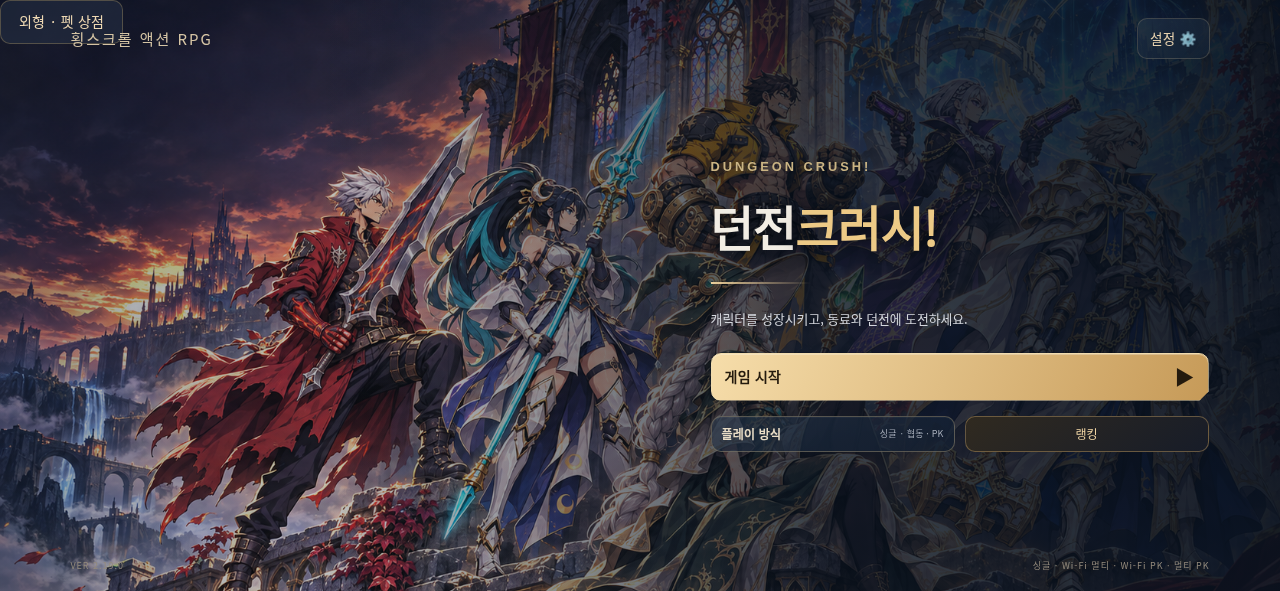 외형 · 펫 상점
횡스크롤 액션 RPG
설정
DUNGEON CRUSH!
던전크러시!
캐릭터를 성장시키고, 동료와 던전에 도전하세요.
게임 시작
플레이 방식
싱글 · 협동 · PK
랭킹
VER
싱글 · Wi-Fi 멀티 · Wi-Fi PK · 멀티 PK